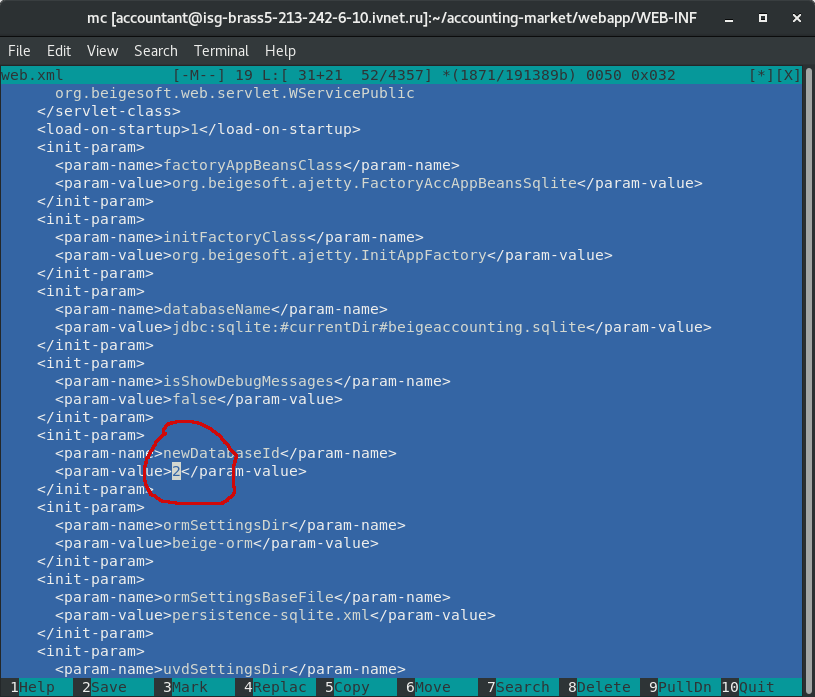 mc [accountant@isg-brass5-213-242-6-10.ivnet.ru]:~/accounting-market/webapp/WEB-INF
File Edit View Search Terminal Help
web.xml [-M--] 19 L:[ 31+21 52/4357] *(1871/191389b) 0050 0x032 [*][X]
org.beigesoft.web.servlet.WServicePublic
</servlet-class>
<load-on-startup>1</load-on-startup>
<init-param>
<param-name>factoryAppBeansClass</param-name>
<param-value>org.beigesoft.ajetty.FactoryAccAppBeansSqlite</param-value>
</init-param>
<init-param>
<param-name>initFactoryClass</param-name>
<param-value>org.beigesoft.ajetty.InitAppFactory</param-value>
</init-param>
<init-param>
<param-name>databaseName</param-name>
<param-value>jdbc:sqlite:#currentDir#beigeaccounting.sqlite</param-value>
</init-param>
<init-param>
<param-name>isShowDebugMessages</param-name>
<param-value>false</param-value>
</init-param>
<init-param>
<param-name>newDatabaseId</param-name>
<param-value>2</param-value>
</init-param>
<init-param>
<param-name>ormSettingsDir</param-name>
<param-value>beige-orm</param-value>
</init-param>
<init-param>
<param-name>ormSettingsBaseFile</param-name>
<param-value>persistence-sqlite.xml</param-value>
</init-param>
<init-param>
<param-name>uvdSettingsDir</param-name>
1Help 2Save 3Mark 4Replac 5Copy 6Move 7Search 8Delete 9PullDn 10Quit